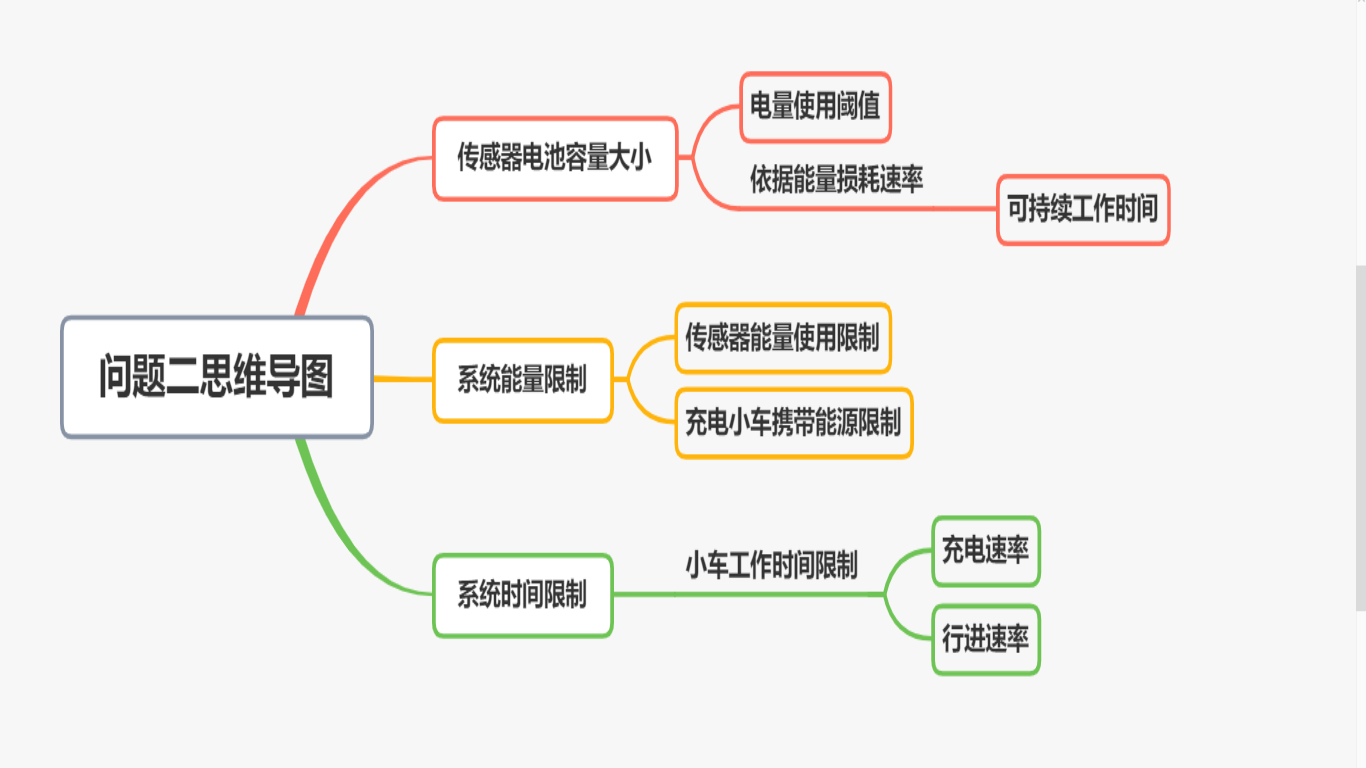 问题二思维导图
传感器电池容量大小
电量使用阈值
依据能量损耗速率
可持续工作时间
系统能量限制
传感器能量使用限制
充电小车携带能源限制
系统时间限制
小车工作时间限制
充电速率
行进速率